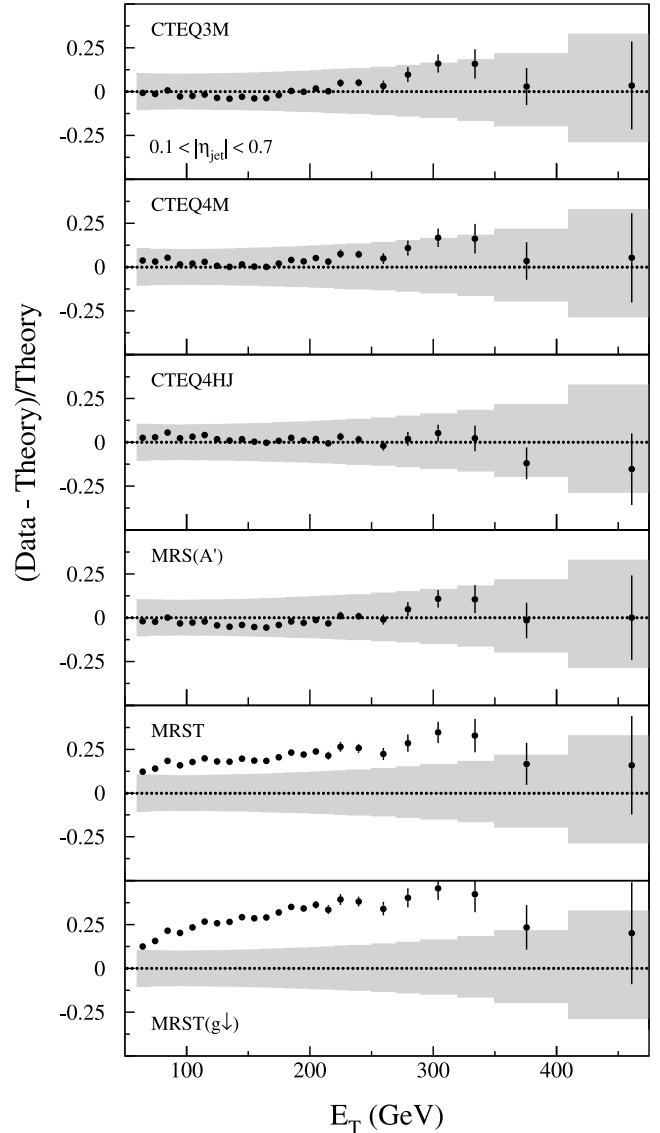 (Data - Theory)/Theory
CTEQ3M
0.25
0
-0.25
0.1 < |η_jet| < 0.7
CTEQ4M
0.25
0
-0.25
CTEQ4HJ
0.25
0
-0.25
MRS(A')
0.25
0
-0.25
MRST
0.25
0
-0.25
0.25
0
-0.25
MRST(g↓)
100 200 300 400
E_T (GeV)